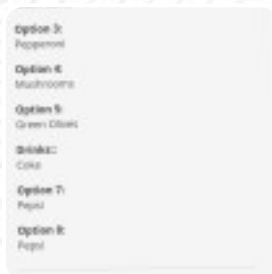 Option 3:
Pepperoni
Option 4:
Mushrooms
Option 5:
Green Olives
Drinks::
Coke
Option 7:
Pepsi
Option 8:
Pepsi